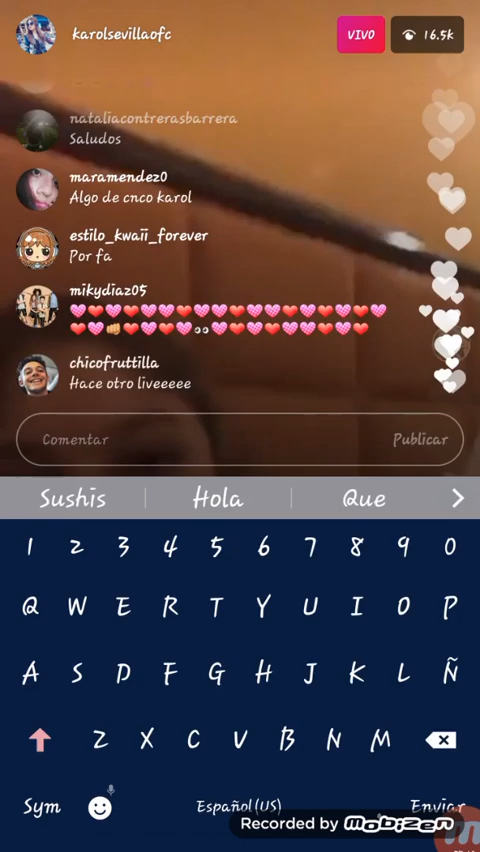 karolsevillaofc
VIVO
16.5k
nataliacontrerasbarrera
Saludos
maramendez0
Algo de cnco karol
estilo_kwaii_forever
Por fa
mikydiaz05
💖❤️💖❤️💖💖❤️💖💖❤️💖💖❤️💖❤️💖❤️💖
❤️💖👊🏽❤️💖❤️💖👀💖❤️💖❤️💖💖❤️💖❤️
chicofruttilla
Hace otro liveeeee
Comentar Publicar
Sushis Hola Que
1 2 3 4 5 6 7 8 9 0
Q W E R T Y U I O P
A S D F G H J K L Ñ
Z X C V B N M
Sym Español(US) Enviar
Recorded by mobizen